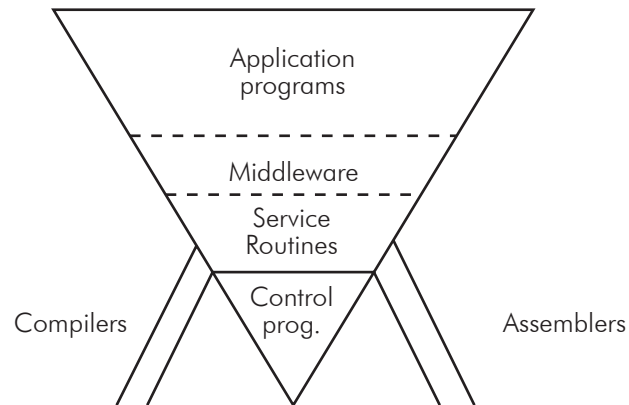 Application
programs
Middleware
Service
Routines
Control
prog.
Compilers
Assemblers